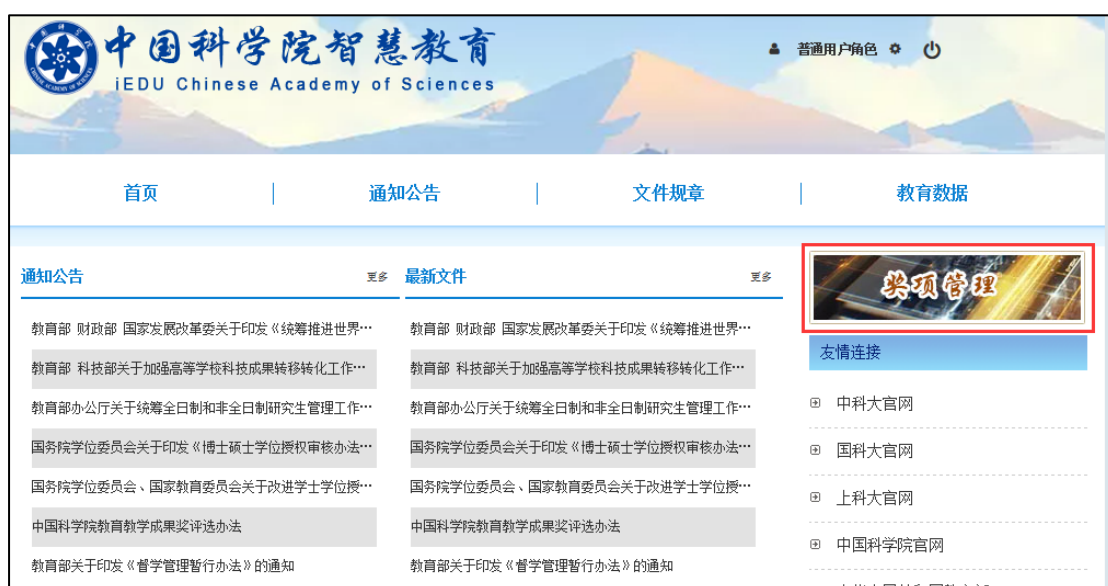 中国科学院智慧教育
iEDU Chinese Academy of Sciences
普通用户角色
首页
通知公告
文件规章
教育数据
通知公告
更多
教育部 财政部 国家发展改革委关于印发《统筹推进世界…
教育部 科技部关于加强高等学校科技成果转移转化工作…
教育部办公厅关于统筹全日制和非全日制研究生管理工作…
国务院学位委员会关于印发《博士硕士学位授权审核办法…
国务院学位委员会、国家教育委员会关于改进学士学位授…
中国科学院教育教学成果奖评选办法
教育部关于印发《督学管理暂行办法》的通知
最新文件
更多
教育部 财政部 国家发展改革委关于印发《统筹推进世界…
教育部 科技部关于加强高等学校科技成果转移转化工作…
教育部办公厅关于统筹全日制和非全日制研究生管理工作…
国务院学位委员会关于印发《博士硕士学位授权审核办法…
国务院学位委员会、国家教育委员会关于改进学士学位授…
中国科学院教育教学成果奖评选办法
教育部关于印发《督学管理暂行办法》的通知
奖项管理
友情连接
中科大官网
国科大官网
上科大官网
中国科学院官网